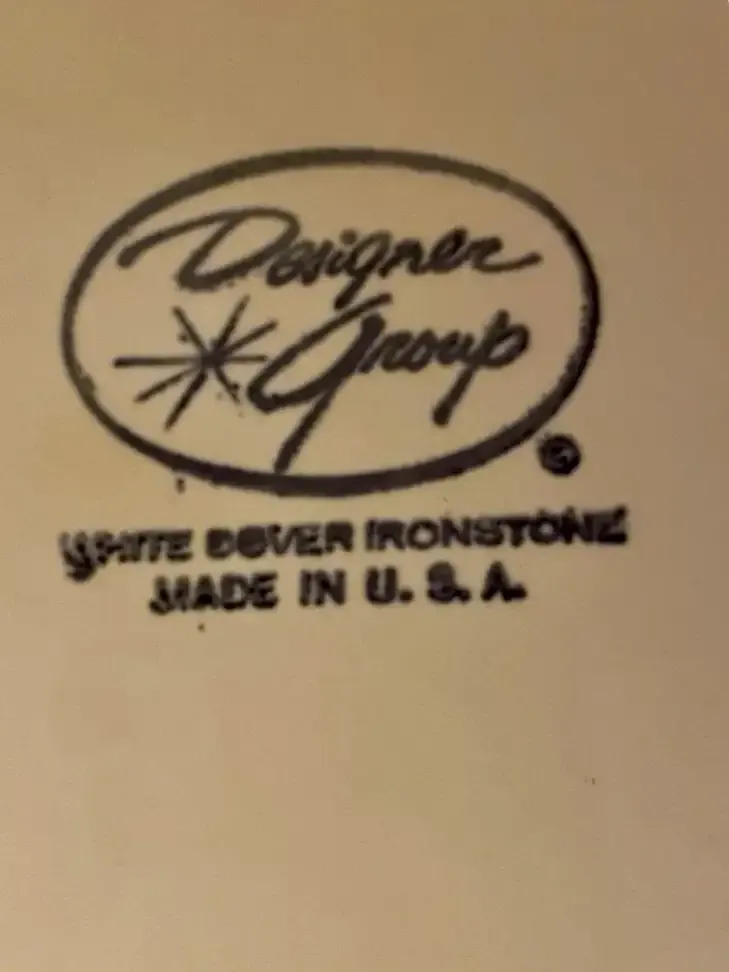 Designer
Group
©
WHITE DOVER IRONSTONE
MADE IN U. S. A.